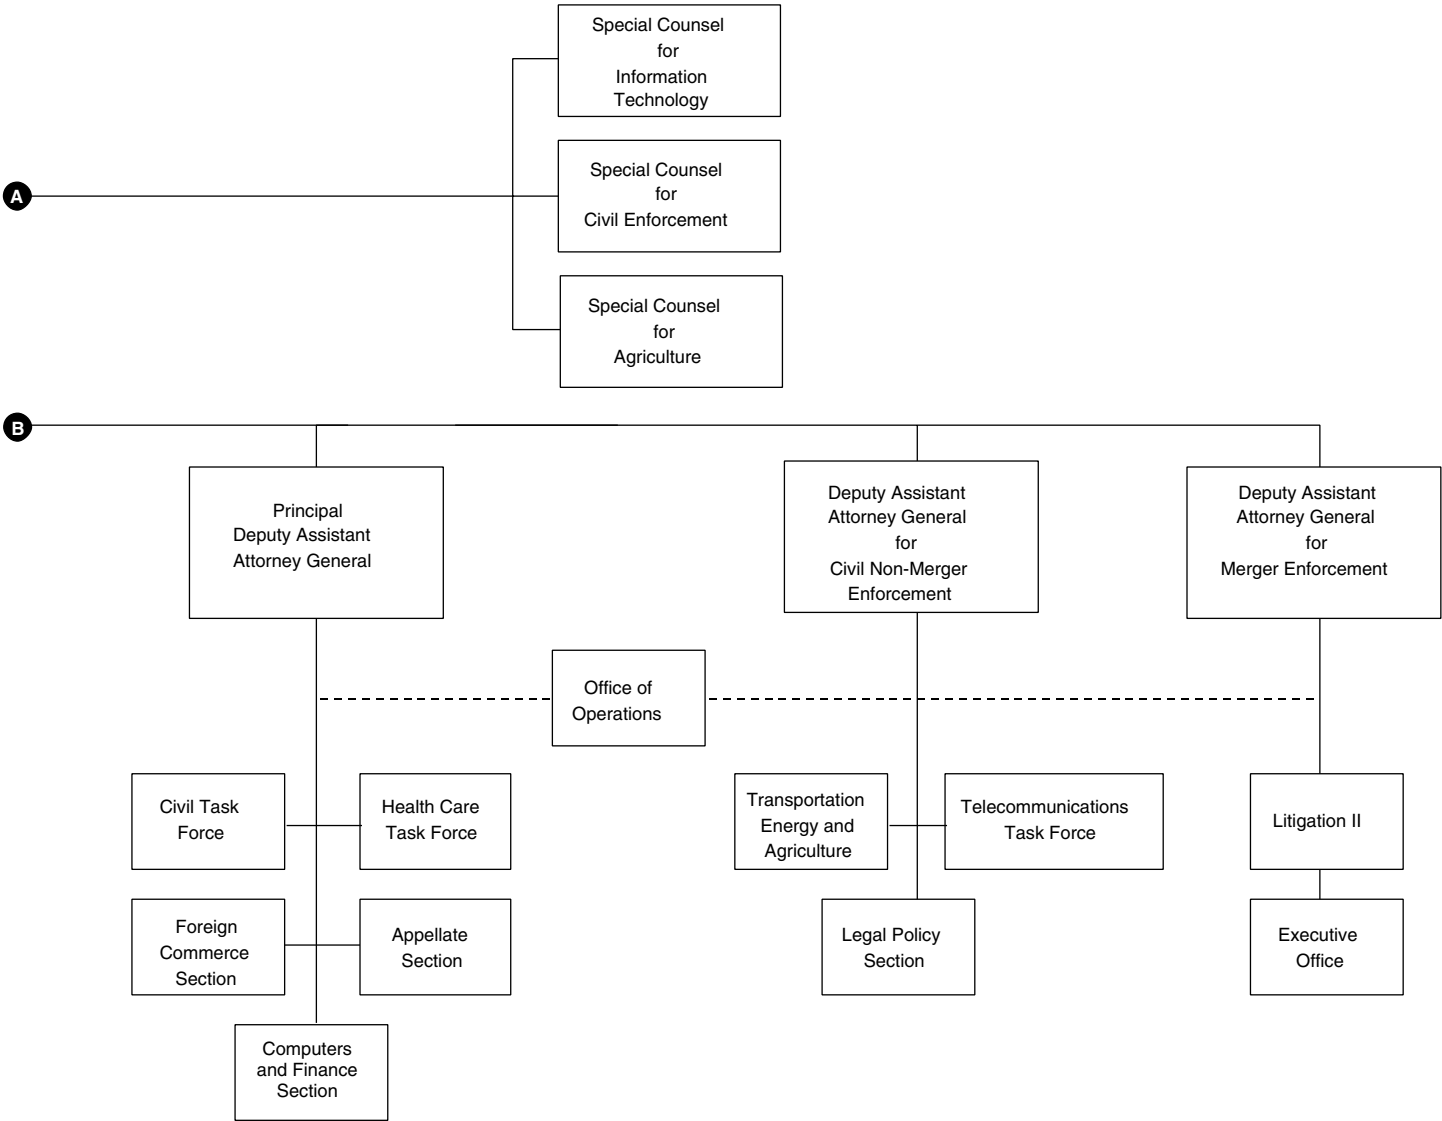 Special Counsel
for
Information
Technology
A
Special Counsel
for
Civil Enforcement
Special Counsel
for
Agriculture
B
Principal
Deputy Assistant
Attorney General
Deputy Assistant
Attorney General
for
Civil Non-Merger
Enforcement
Deputy Assistant
Attorney General
for
Merger Enforcement
Office of
Operations
Civil Task
Force
Health Care
Task Force
Transportation
Energy and
Agriculture
Telecommunications
Task Force
Litigation II
Foreign
Commerce
Section
Appellate
Section
Legal Policy
Section
Executive
Office
Computers
and Finance
Section